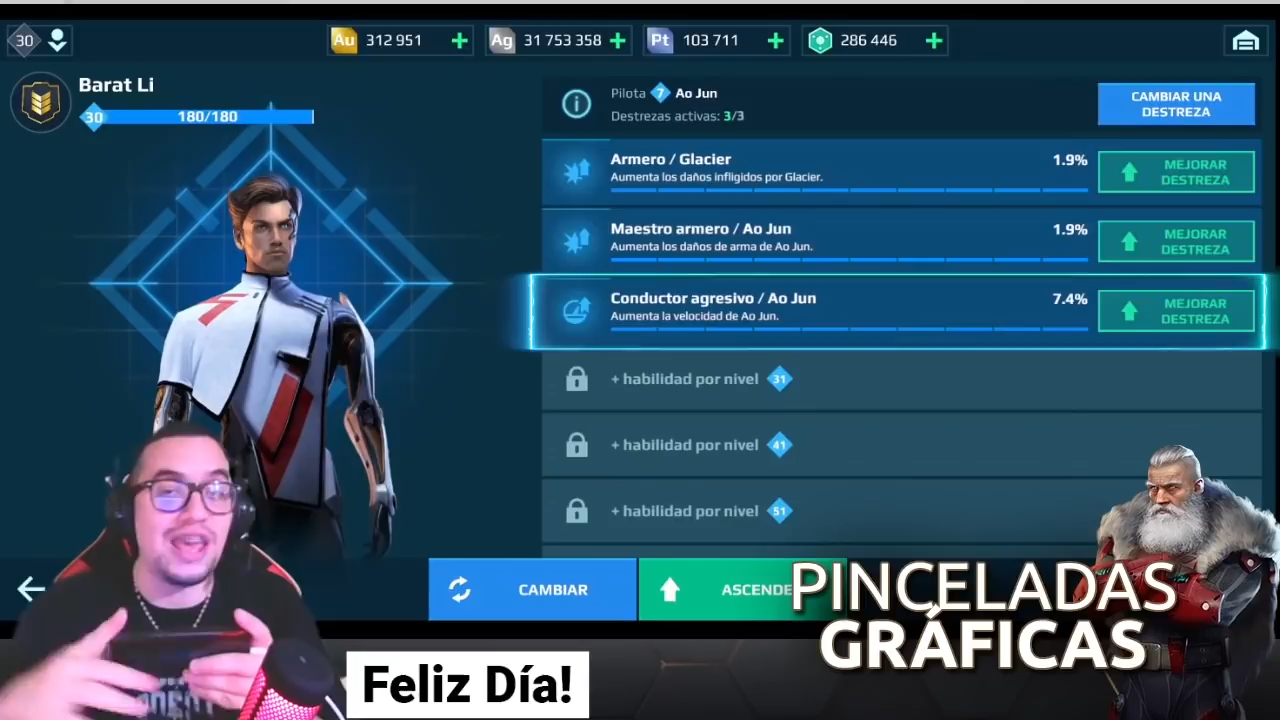 30
Au 312 951 +
Ag 31 753 358 +
Pt 103 711 +
286 446 +
Barat Li
30 180/180
Pilota 7 Ao Jun
Destrezas activas: 3/3
CAMBIAR UNA
DESTREZA
Armero / Glacier 1.9%
Aumenta los daños infligidos por Glacier.
MEJORAR
DESTREZA
Maestro armero / Ao Jun 1.9%
Aumenta los daños de arma de Ao Jun.
MEJORAR
DESTREZA
Conductor agresivo / Ao Jun 7.4%
Aumenta la velocidad de Ao Jun.
MEJORAR
DESTREZA
+ habilidad por nivel 31
+ habilidad por nivel 41
+ habilidad por nivel 51
CAMBIAR
ASCENDE
PINCELADAS
GRÁFICAS
Feliz Día!